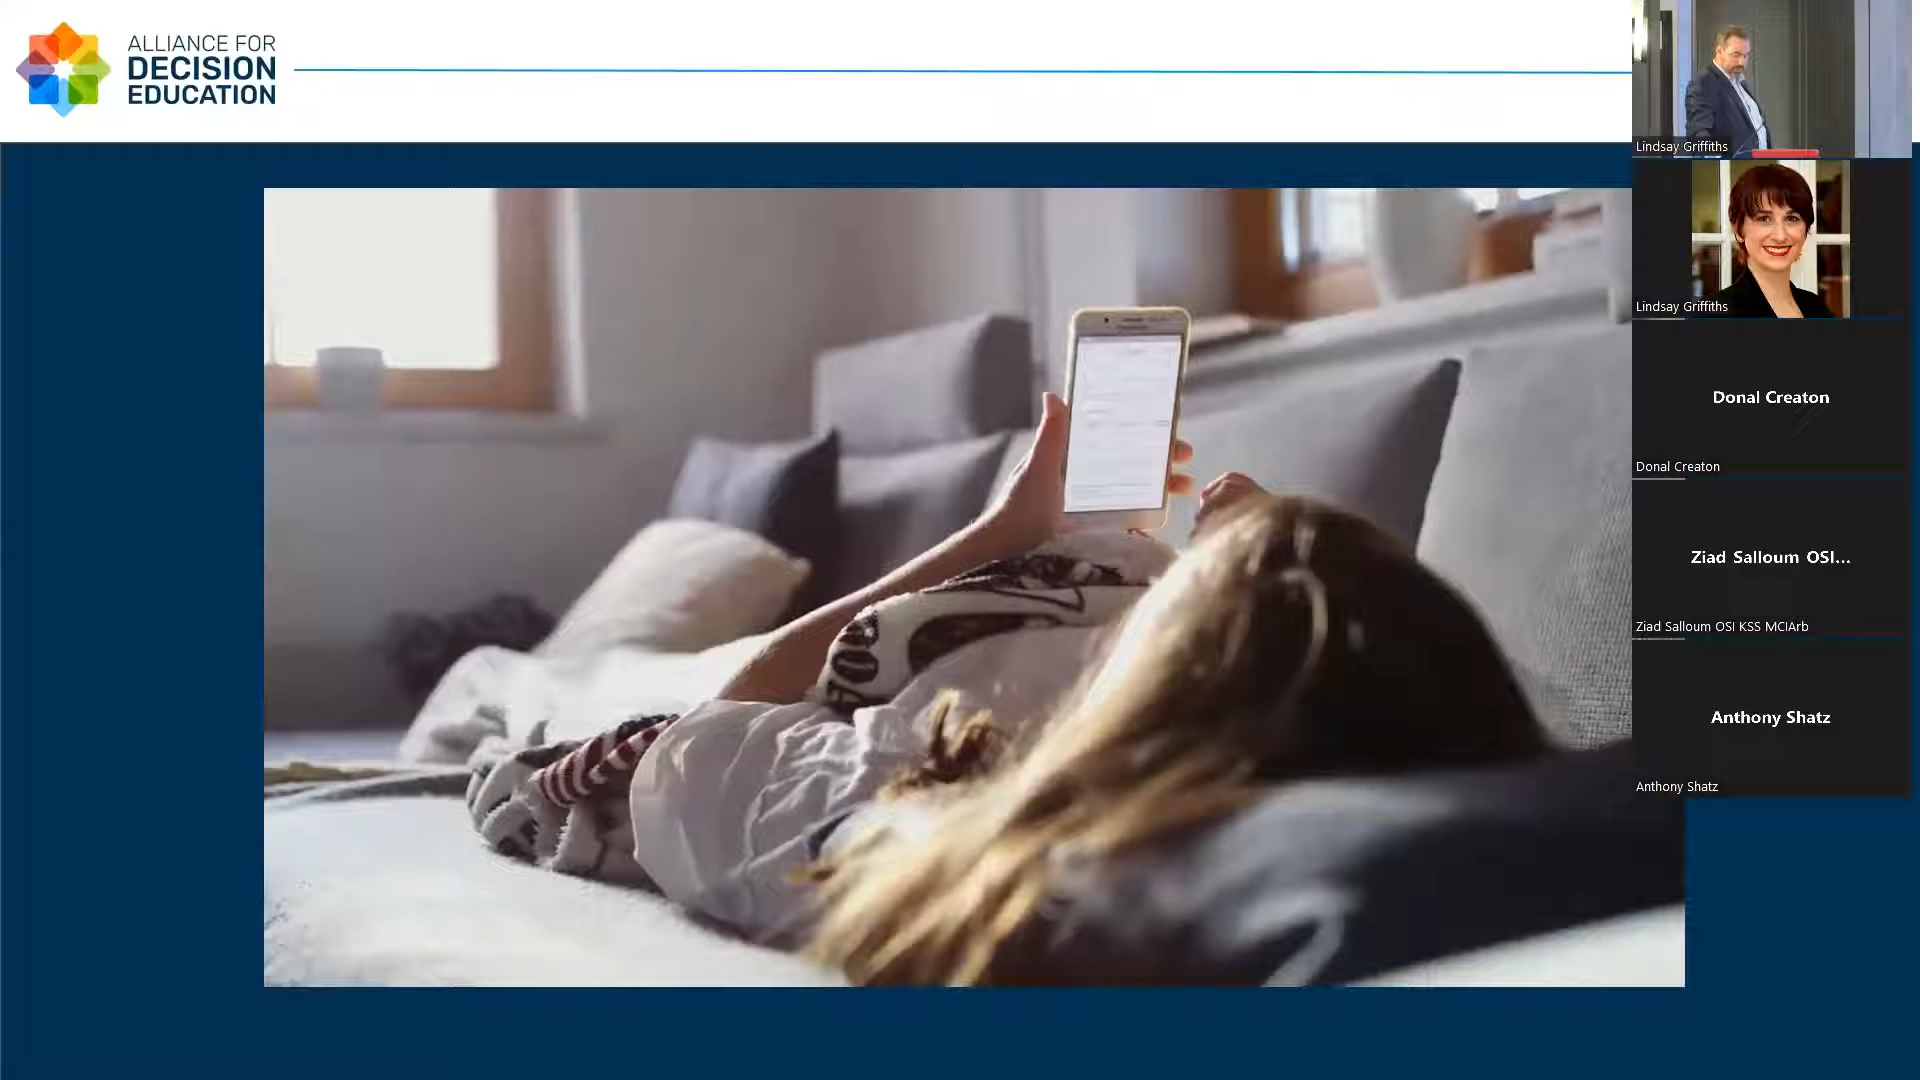 ALLIANCE FOR
DECISION
EDUCATION
Lindsay Griffiths
Lindsay Griffiths
Donal Creaton
Donal Creaton
Ziad Salloum OSI...
Ziad Salloum OSI KSS MCIArb
Anthony Shatz
Anthony Shatz